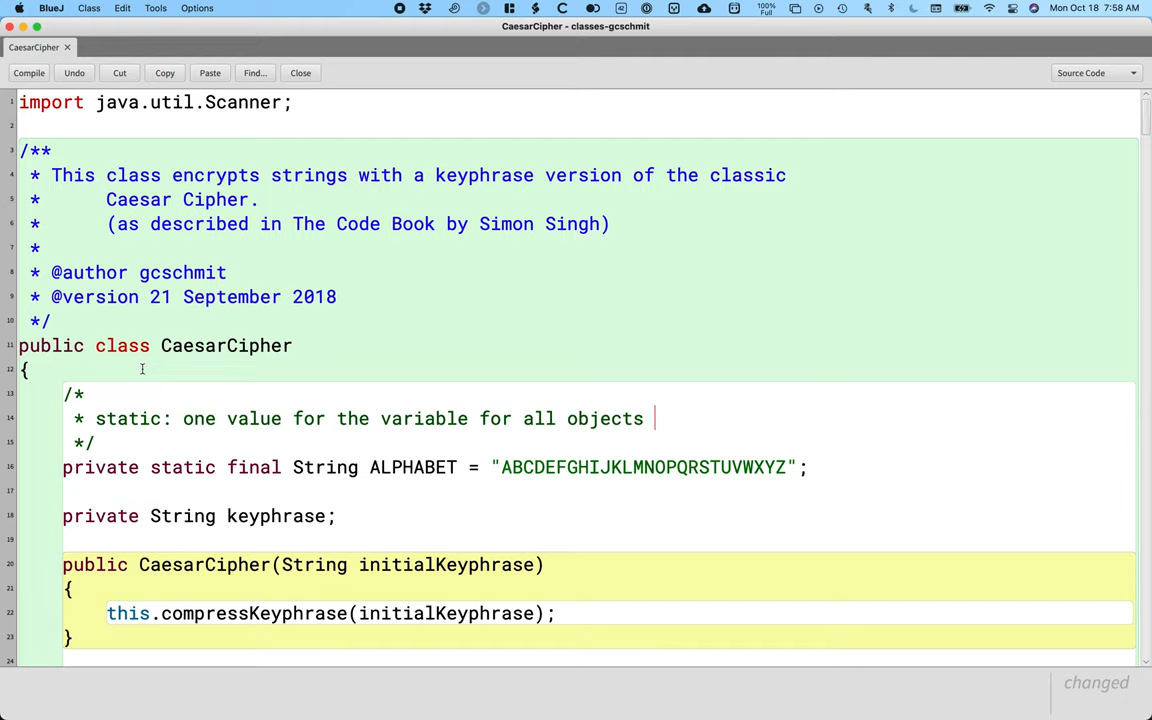 BlueJ Class Edit Tools Options 100% Full Mon Oct 18 7:58 AM
CaesarCipher - classes-gcschmit
CaesarCipher ×
Compile Undo Cut Copy Paste Find... Close Source Code
1 import java.util.Scanner;
2
3 /**
4 * This class encrypts strings with a keyphrase version of the classic
5 * Caesar Cipher.
6 * (as described in The Code Book by Simon Singh)
7 *
8 * @author gcschmit
9 * @version 21 September 2018
10 */
11 public class CaesarCipher
12 {
13 /*
14 * static: one value for the variable for all objects
15 */
16 private static final String ALPHABET = "ABCDEFGHIJKLMNOPQRSTUVWXYZ";
17
18 private String keyphrase;
19
20 public CaesarCipher(String initialKeyphrase)
21 {
22 this.compressKeyphrase(initialKeyphrase);
23 }
24
changed